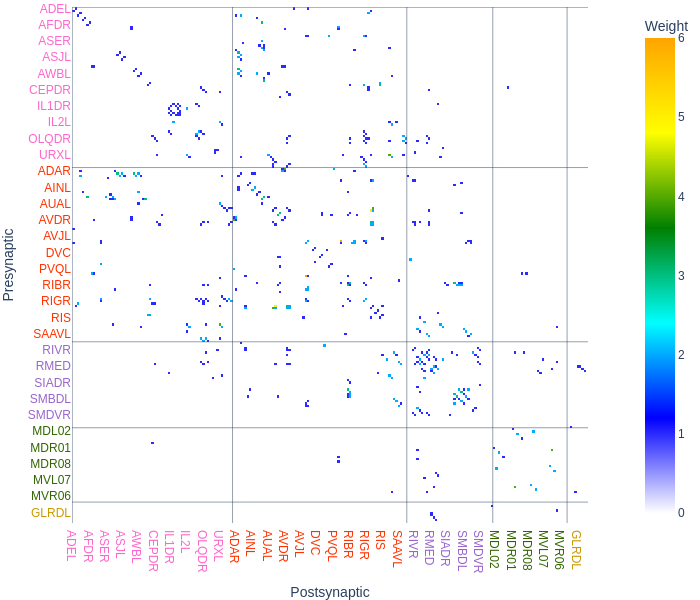 Weight
6
5
4
3
2
1
0
Presynaptic
ADEL
AFDR
ASER
ASJL
AWBL
CEPDR
IL1DR
IL2L
OLQDR
URXL
ADAR
AINL
AUAL
AVDR
AVJL
DVC
PVQL
RIBR
RIGR
RIS
SAAVL
RIVR
RMED
SIADR
SMBDL
SMDVR
MDL02
MDR01
MDR08
MVL07
MVR06
GLRDL
ADEL
AFDR
ASER
ASJL
AWBL
CEPDR
IL1DR
IL2L
OLQDR
URXL
ADAR
AINL
AUAL
AVDR
AVJL
DVC
PVQL
RIBR
RIGR
RIS
SAAVL
RIVR
RMED
SIADR
SMBDL
SMDVR
MDL02
MDR01
MDR08
MVL07
MVR06
GLRDL
Postsynaptic